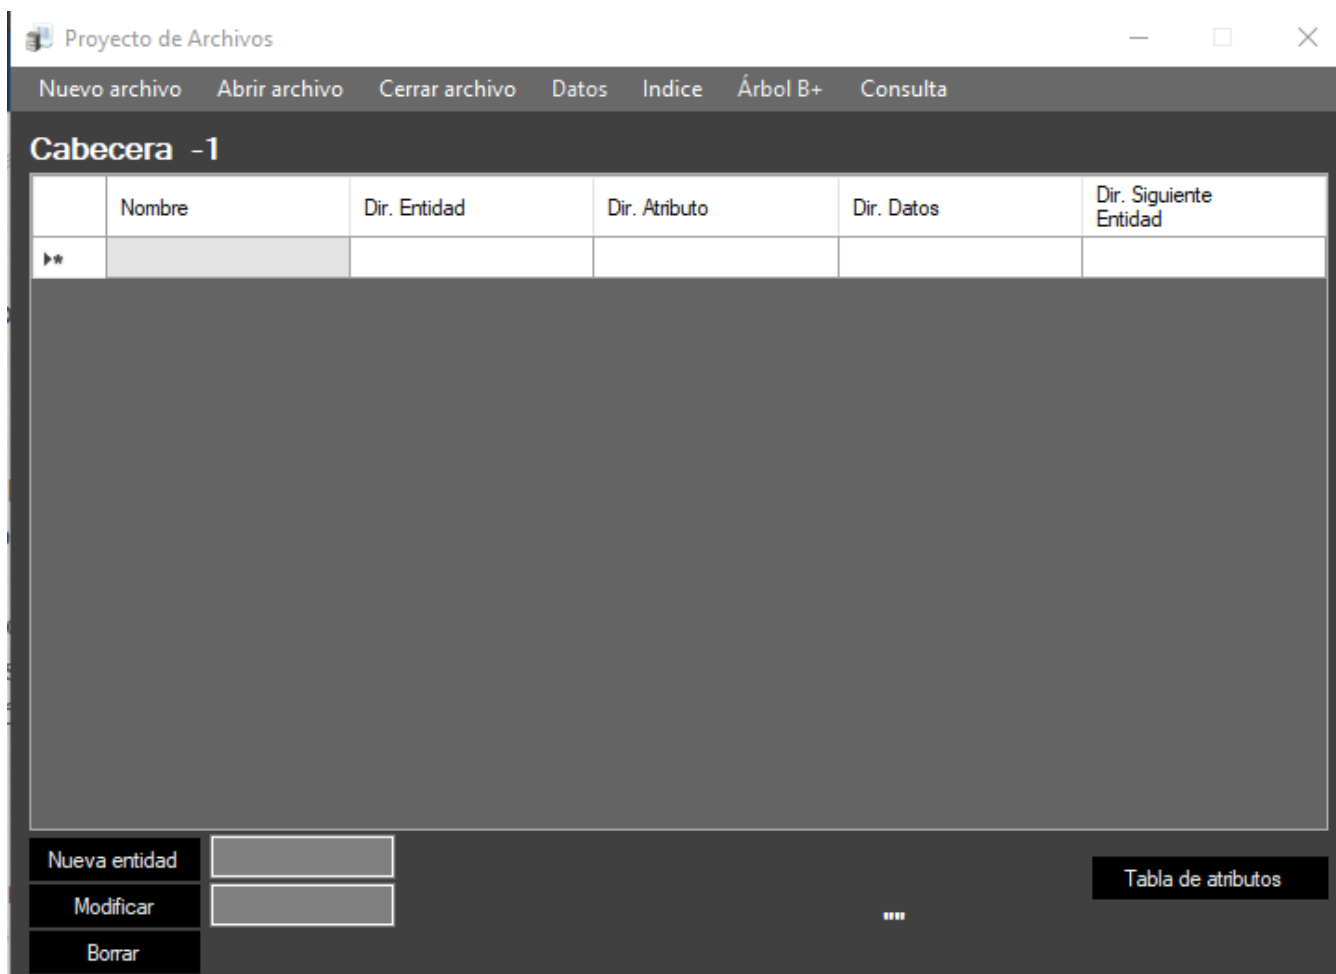 Proyecto de Archivos
Nuevo archivo Abrir archivo Cerrar archivo Datos Indice Árbol B+ Consulta
Cabecera -1
Nombre Dir. Entidad Dir. Atributo Dir. Datos Dir. Siguiente
Entidad
Nueva entidad
Tabla de atributos
Modificar
""
Borrar